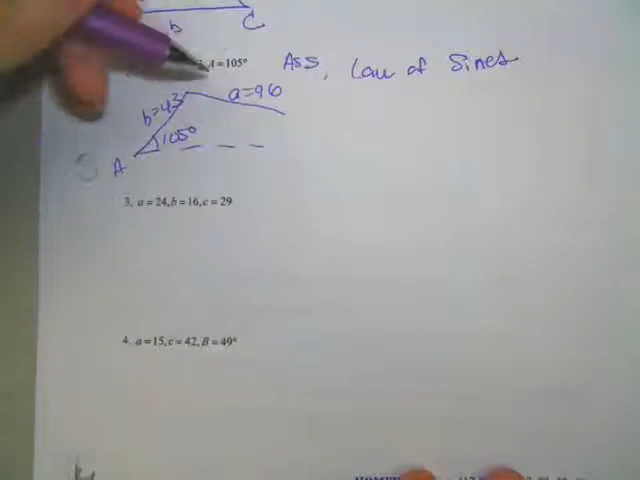 b
C
A = 105°
ASS, Law of Sines
b=43
a=96
105°
A
3. a = 24, b = 16, c = 29
4. a = 15, c = 42, B = 49°